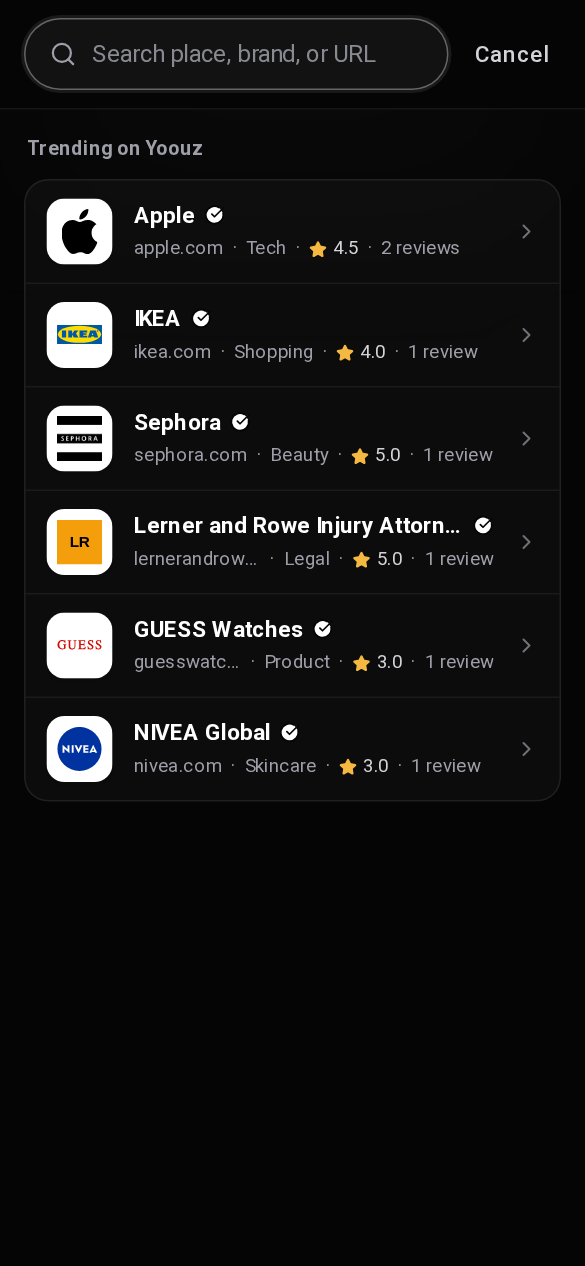 Search place, brand, or URL
Cancel
Trending on Yoouz
Apple
apple.com · Tech · 4.5 · 2 reviews
IKEA
IKEA
ikea.com · Shopping · 4.0 · 1 review
SEPHORA
Sephora
sephora.com · Beauty · 5.0 · 1 review
LR
Lerner and Rowe Injury Attorn...
lernerandrow... · Legal · 5.0 · 1 review
GUESS
GUESS Watches
guesswatc... · Product · 3.0 · 1 review
NIVEA
NIVEA Global
nivea.com · Skincare · 3.0 · 1 review